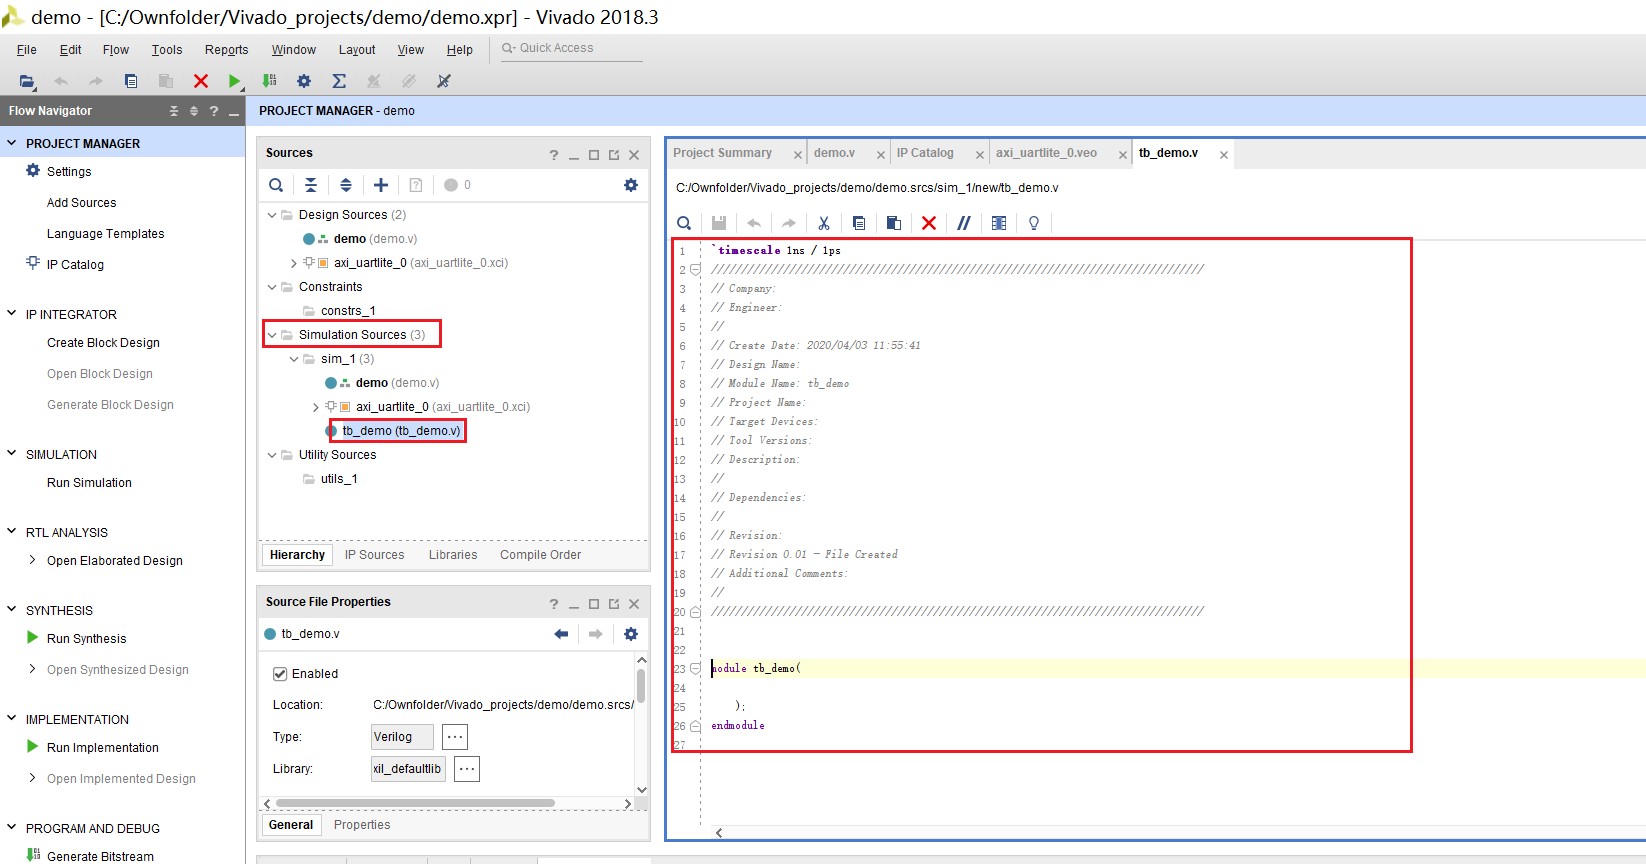 demo - [C:/Ownfolder/Vivado_projects/demo/demo.xpr] - Vivado 2018.3
File Edit Flow Tools Reports Window Layout View Help Quick Access
Flow Navigator
PROJECT MANAGER
Settings
Add Sources
Language Templates
IP Catalog
IP INTEGRATOR
Create Block Design
Open Block Design
Generate Block Design
SIMULATION
Run Simulation
RTL ANALYSIS
Open Elaborated Design
SYNTHESIS
Run Synthesis
Open Synthesized Design
IMPLEMENTATION
Run Implementation
Open Implemented Design
PROGRAM AND DEBUG
Generate Bitstream
PROJECT MANAGER - demo
Sources
0
Design Sources (2)
demo (demo.v)
axi_uartlite_0 (axi_uartlite_0.xci)
Constraints
constrs_1
Simulation Sources (3)
sim_1 (3)
demo (demo.v)
axi_uartlite_0 (axi_uartlite_0.xci)
tb_demo (tb_demo.v)
Utility Sources
utils_1
Hierarchy IP Sources Libraries Compile Order
Source File Properties
tb_demo.v
Enabled
Location: C:/Ownfolder/Vivado_projects/demo/demo.srcs/
Type: Verilog ...
Library: xil_defaultlib ...
General Properties
Project Summary demo.v IP Catalog axi_uartlite_0.veo tb_demo.v
C:/Ownfolder/Vivado_projects/demo/demo.srcs/sim_1/new/tb_demo.v
1 `timescale 1ns / 1ps
2 //////////////////////////////////////////////////////////////////////////////////
3 // Company:
4 // Engineer:
5 //
6 // Create Date: 2020/04/03 11:55:41
7 // Design Name:
8 // Module Name: tb_demo
9 // Project Name:
10 // Target Devices:
11 // Tool Versions:
12 // Description:
13 //
14 // Dependencies:
15 //
16 // Revision:
17 // Revision 0.01 - File Created
18 // Additional Comments:
19 //
20 //////////////////////////////////////////////////////////////////////////////////
21
22
23 module tb_demo(
24
25 );
26 endmodule
27